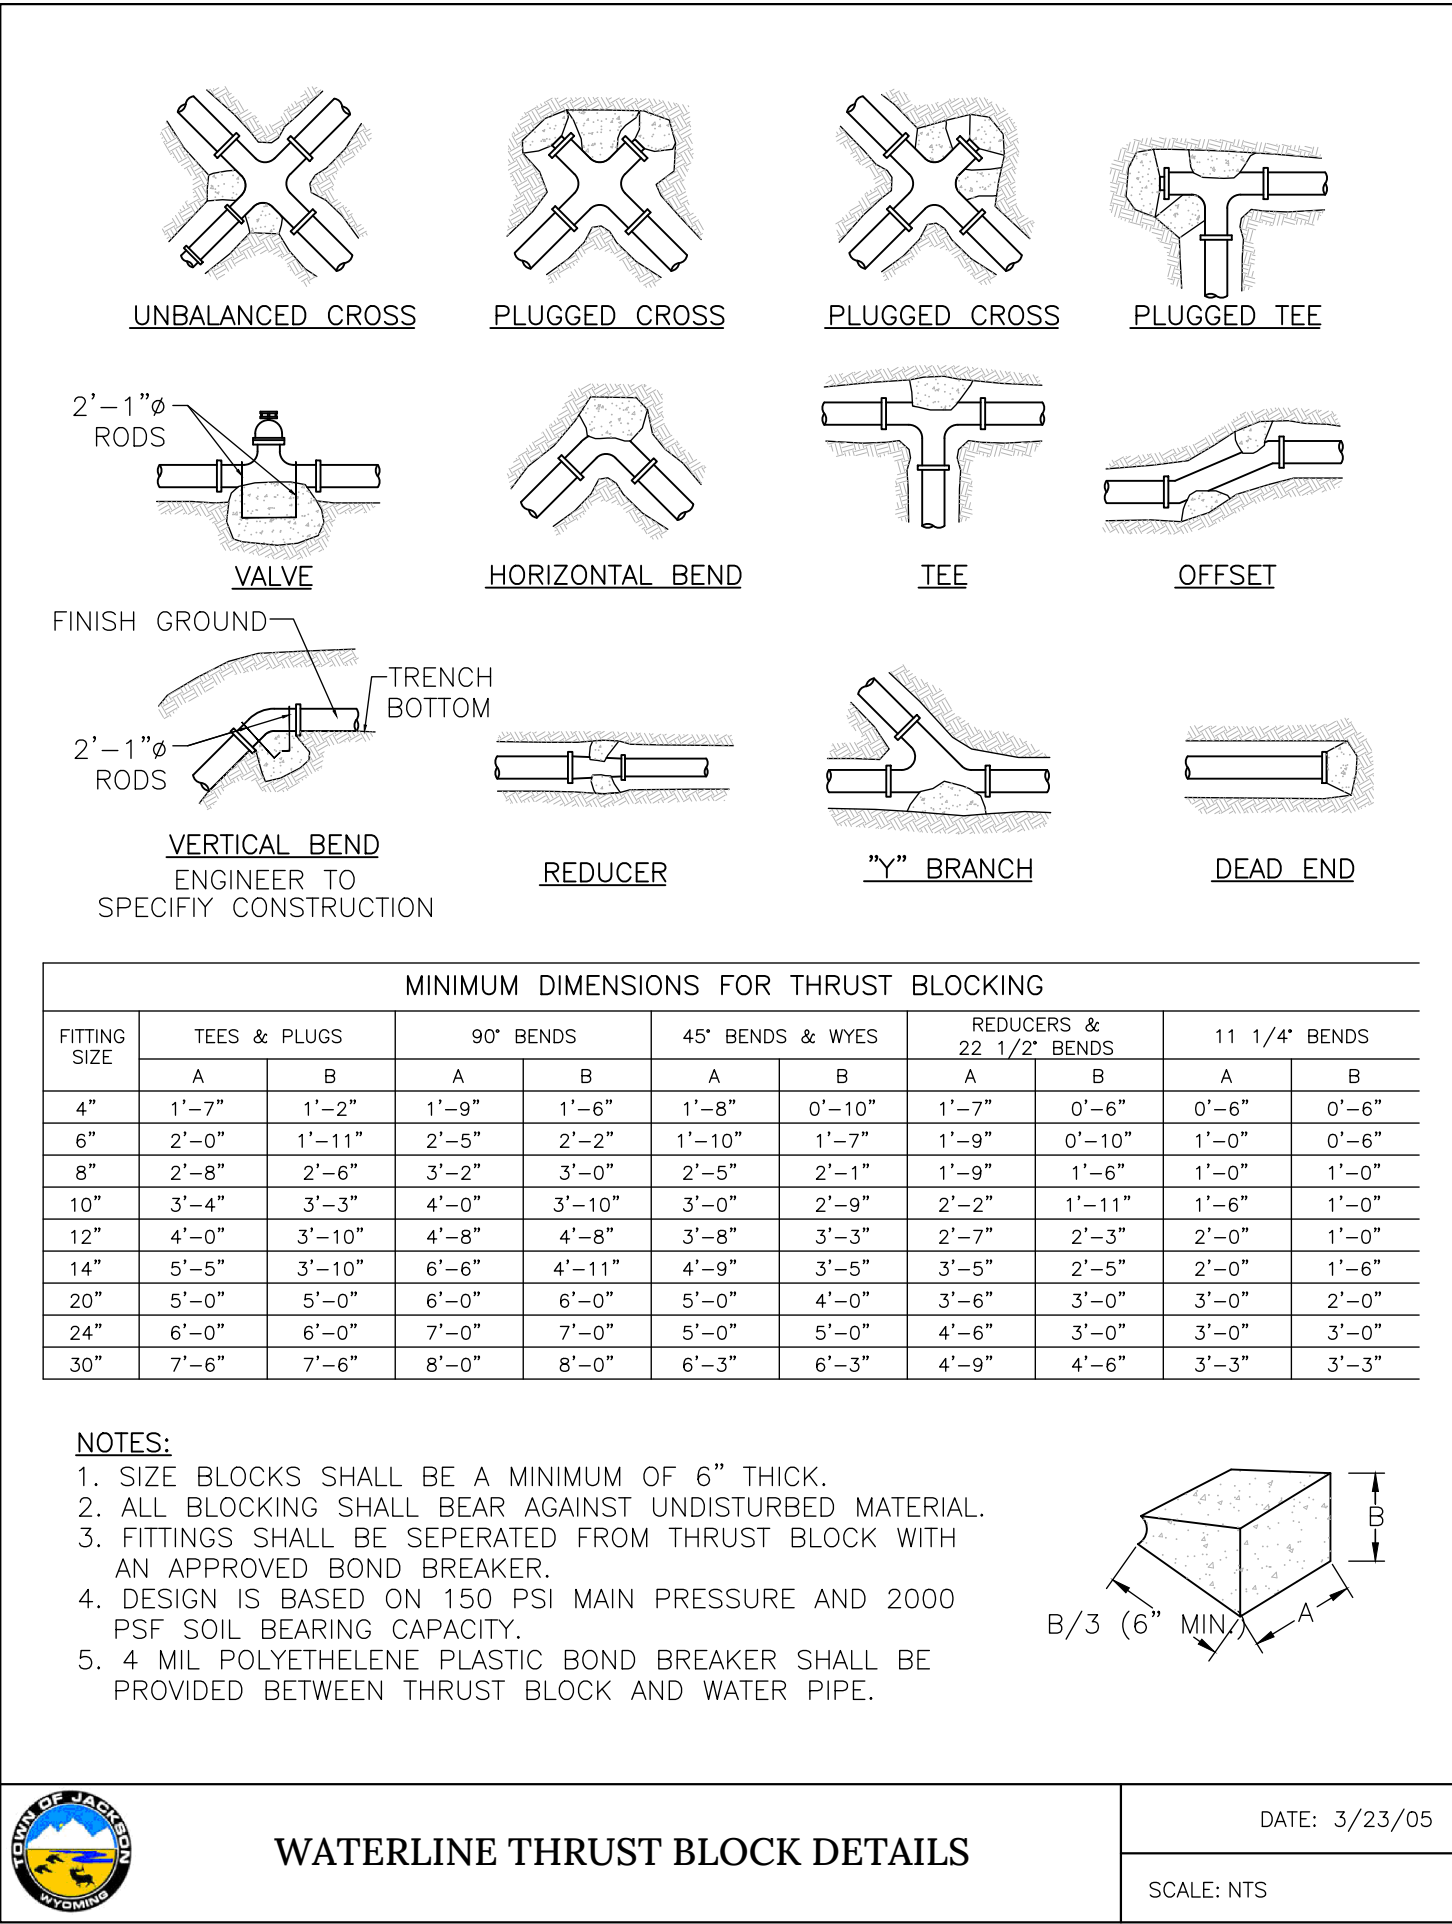 UNBALANCED CROSS
PLUGGED CROSS
PLUGGED CROSS
PLUGGED TEE
2'-1"ø
RODS
VALVE
HORIZONTAL BEND
TEE
OFFSET
FINISH GROUND
TRENCH
BOTTOM
2'-1"ø
RODS
VERTICAL BEND
ENGINEER TO
SPECIFIY CONSTRUCTION
REDUCER
"Y" BRANCH
DEAD END
MINIMUM DIMENSIONS FOR THRUST BLOCKING
FITTING SIZE TEES & PLUGS 90° BENDS 45° BENDS & WYES REDUCERS & 22 1/2° BENDS 11 1/4° BENDS
A B A B A B A B A B
4" 1'-7" 1'-2" 1'-9" 1'-6" 1'-8" 0'-10" 1'-7" 0'-6" 0'-6" 0'-6"
6" 2'-0" 1'-11" 2'-5" 2'-2" 1'-10" 1'-7" 1'-9" 0'-10" 1'-0" 0'-6"
8" 2'-8" 2'-6" 3'-2" 3'-0" 2'-5" 2'-1" 1'-9" 1'-6" 1'-0" 1'-0"
10" 3'-4" 3'-3" 4'-0" 3'-10" 3'-0" 2'-9" 2'-2" 1'-11" 1'-6" 1'-0"
12" 4'-0" 3'-10" 4'-8" 4'-8" 3'-8" 3'-3" 2'-7" 2'-3" 2'-0" 1'-0"
14" 5'-5" 3'-10" 6'-6" 4'-11" 4'-9" 3'-5" 3'-5" 2'-5" 2'-0" 1'-6"
20" 5'-0" 5'-0" 6'-0" 6'-0" 5'-0" 4'-0" 3'-6" 3'-0" 3'-0" 2'-0"
24" 6'-0" 6'-0" 7'-0" 7'-0" 5'-0" 5'-0" 4'-6" 3'-0" 3'-0" 3'-0"
30" 7'-6" 7'-6" 8'-0" 8'-0" 6'-3" 6'-3" 4'-9" 4'-6" 3'-3" 3'-3"
NOTES:
1. SIZE BLOCKS SHALL BE A MINIMUM OF 6" THICK.
2. ALL BLOCKING SHALL BEAR AGAINST UNDISTURBED MATERIAL.
3. FITTINGS SHALL BE SEPERATED FROM THRUST BLOCK WITH
AN APPROVED BOND BREAKER.
4. DESIGN IS BASED ON 150 PSI MAIN PRESSURE AND 2000
PSF SOIL BEARING CAPACITY.
5. 4 MIL POLYETHELENE PLASTIC BOND BREAKER SHALL BE
PROVIDED BETWEEN THRUST BLOCK AND WATER PIPE.
B
A
B/3 (6" MIN.)
TOWN OF JACKSON
WYOMING
WATERLINE THRUST BLOCK DETAILS
DATE: 3/23/05
SCALE: NTS